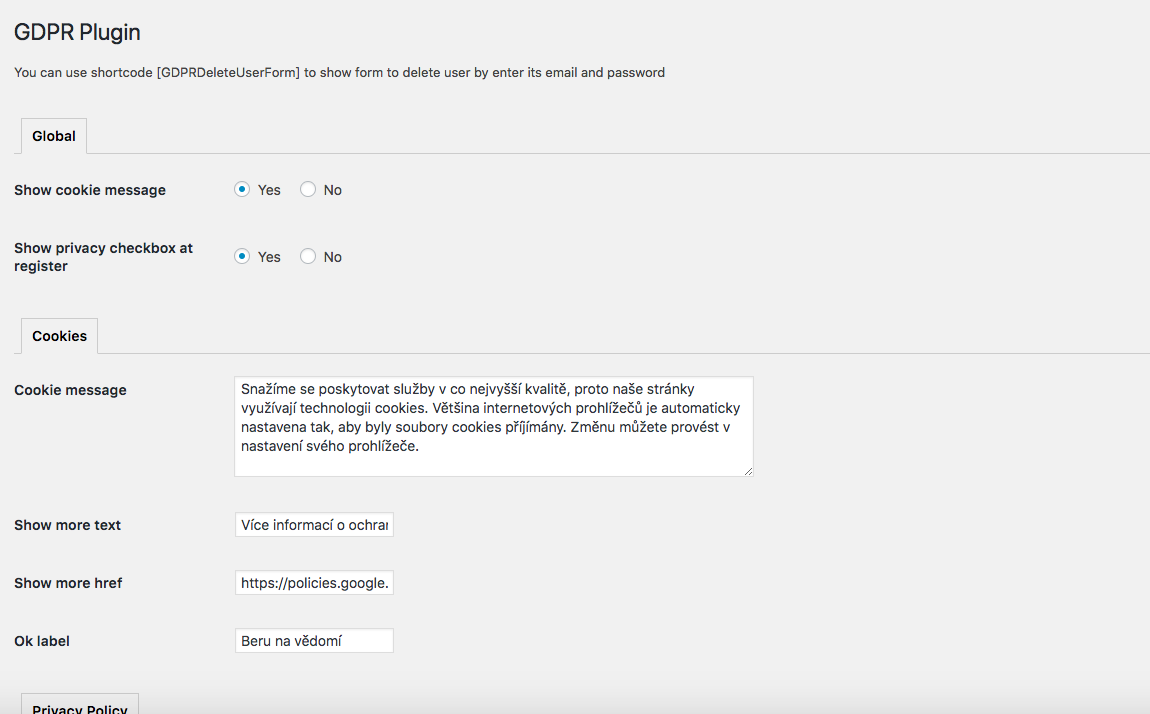 GDPR Plugin
You can use shortcode [GDPRDeleteUserForm] to show form to delete user by enter its email and password
Global
Show cookie message
Yes No
Show privacy checkbox at
register
Yes No
Cookies
Cookie message
Snažíme se poskytovat služby v co nejvyšší kvalitě, proto naše stránky
využívají technologii cookies. Většina internetových prohlížečů je automaticky
nastavena tak, aby byly soubory cookies příjímány. Změnu můžete provést v
nastavení svého prohlížeče.
Show more text
Více informací o ochran
Show more href
https://policies.google.
Ok label
Beru na vědomí
Privacy Policy